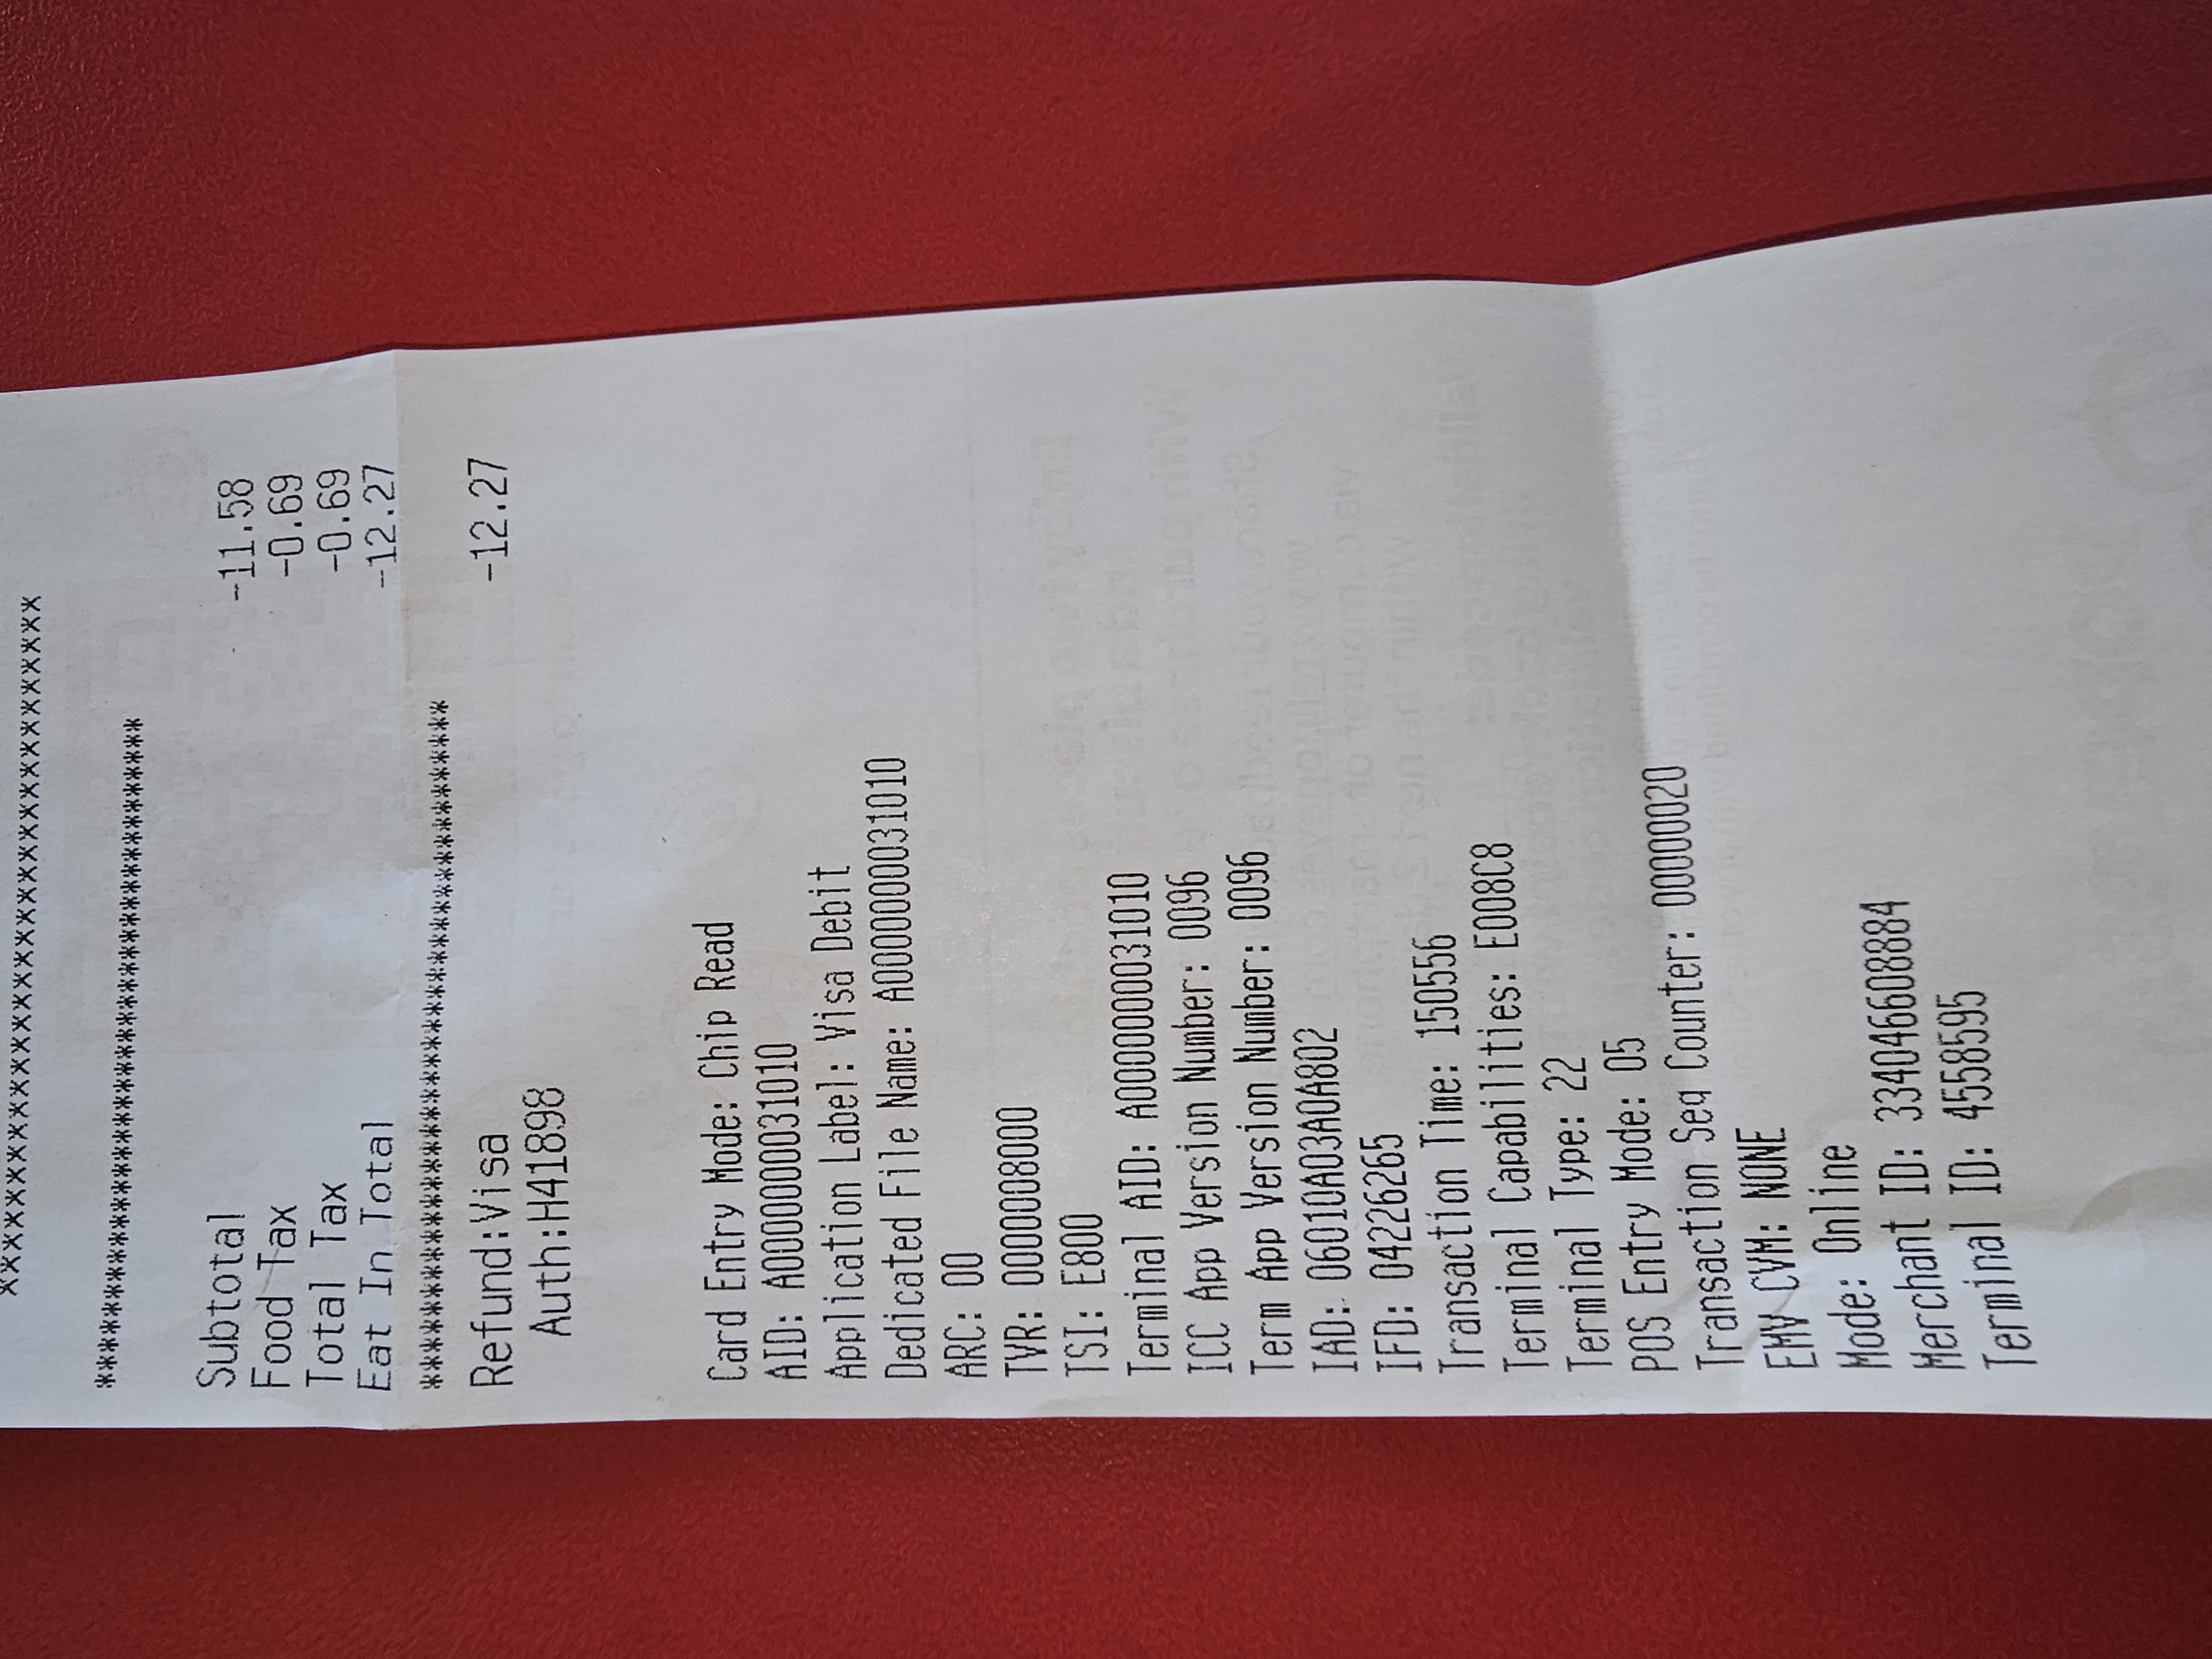 *****************************************
****************************************
Subtotal -11.58
Food Tax -0.69
Total Tax -0.69
Eat In Total -12.27
****************************************
Refund:Visa -12.27
Auth:H41898
Card Entry Mode: Chip Read
AID: A0000000031010
Application Label: Visa Debit
Dedicated File Name: A0000000031010
ARC: 00
TVR: 0000008000
TSI: E800
Terminal AID: A0000000031010
ICC App Version Number: 0096
Term App Version Number: 0096
IAD: 06010A03A0A802
IFD: 04226265
Transaction Time: 150556
Terminal Capabilities: E008C8
Terminal Type: 22
POS Entry Mode: 05
Transaction Seq Counter: 00000020
EMV CVM: NONE
Mode: Online
Merchant ID: 334046608884
Terminal ID: 4558595